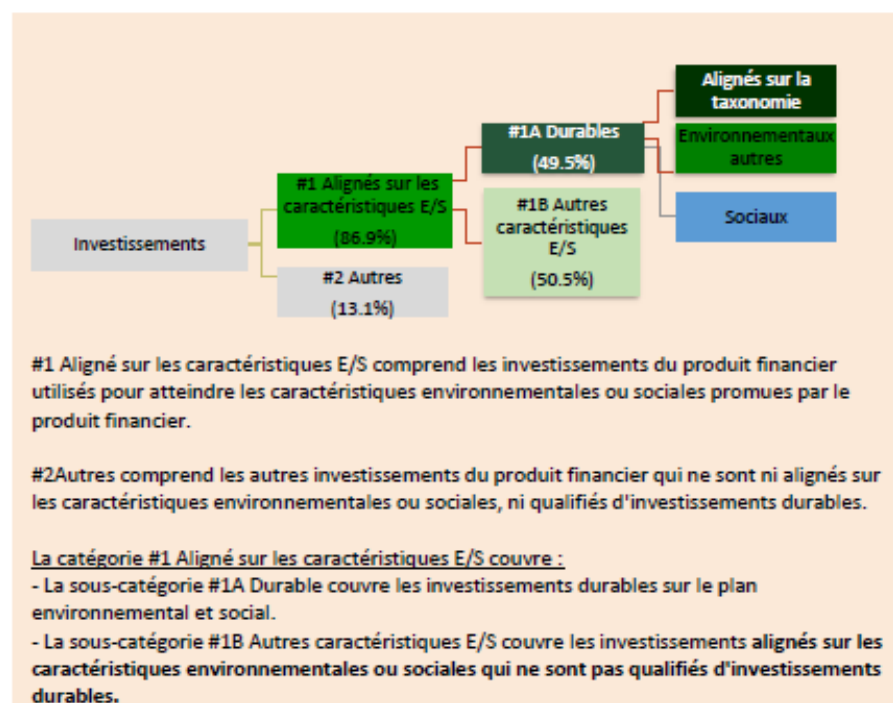 Investissements
#1 Alignés sur les
caractéristiques E/S
(86.9%)
#2 Autres
(13.1%)
#1A Durables
(49.5%)
#1B Autres
caractéristiques
E/S
(50.5%)
Alignés sur la
taxonomie
Environnementaux
autres
Sociaux
#1 Aligné sur les caractéristiques E/S comprend les investissements du produit financier
utilisés pour atteindre les caractéristiques environnementales ou sociales promues par le
produit financier.
#2Autres comprend les autres investissements du produit financier qui ne sont ni alignés sur
les caractéristiques environnementales ou sociales, ni qualifiés d'investissements durables.
La catégorie #1 Aligné sur les caractéristiques E/S couvre :
- La sous-catégorie #1A Durable couvre les investissements durables sur le plan
environnemental et social.
- La sous-catégorie #1B Autres caractéristiques E/S couvre les investissements alignés sur les
caractéristiques environnementales ou sociales qui ne sont pas qualifiés d'investissements
durables.